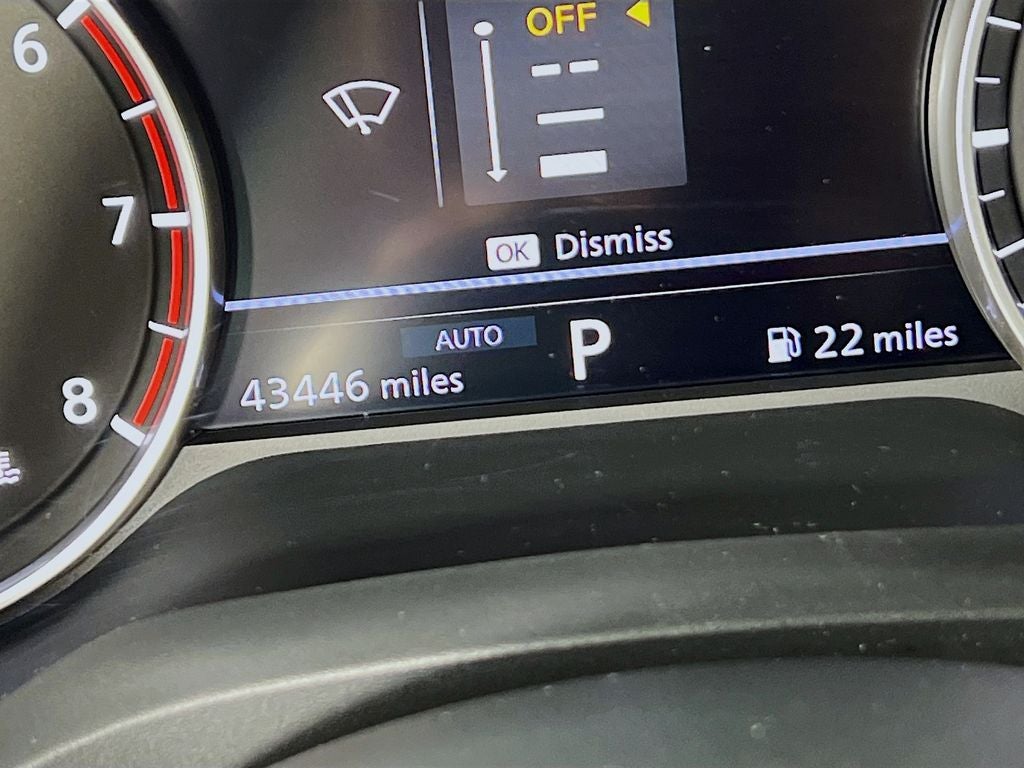 6
OFF
7
OK Dismiss
AUTO
P
22 miles
43446 miles
8